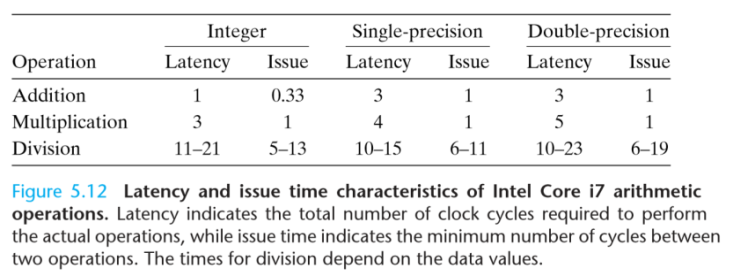 Integer Single-precision Double-precision
Operation Latency Issue Latency Issue Latency Issue
Addition 1 0.33 3 1 3 1
Multiplication 3 1 4 1 5 1
Division 11–21 5–13 10–15 6–11 10–23 6–19
Figure 5.12 Latency and issue time characteristics of Intel Core i7 arithmetic
operations. Latency indicates the total number of clock cycles required to perform
the actual operations, while issue time indicates the minimum number of cycles between
two operations. The times for division depend on the data values.